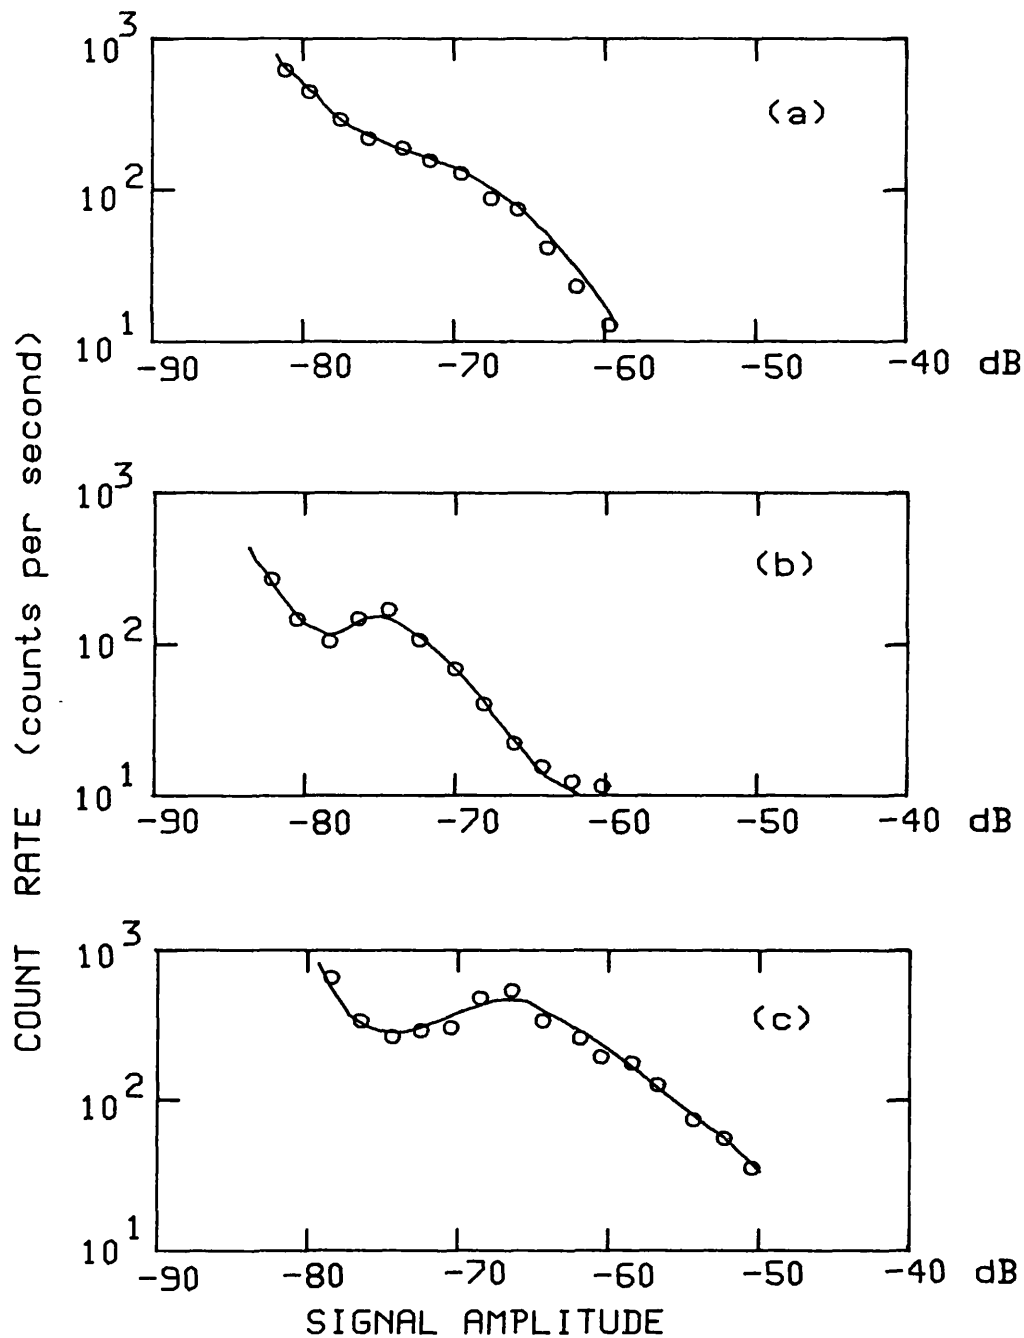 10^3
(a)
10^2
10^1
-90 -80 -70 -60 -50 -40 dB
10^3
(b)
10^2
10^1
-90 -80 -70 -60 -50 -40 dB
10^3
(c)
10^2
10^1
-90 -80 -70 -60 -50 -40 dB
SIGNAL AMPLITUDE
COUNT RATE (counts per second)